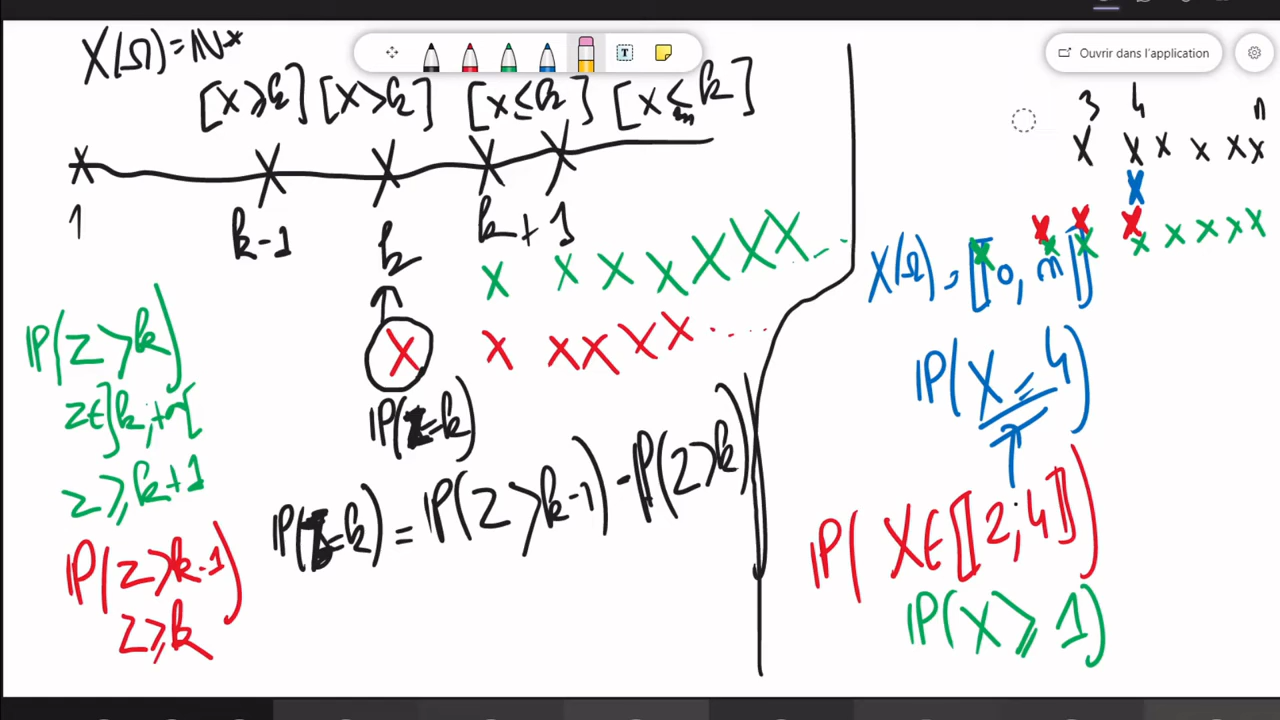 X(Ω)=ℕ*
[X≥k] [X>k] [X≤k] [X≤k]
1 k-1 k k+1
ℙ(Z>k)
Z∈]k;+∞[
Z≥k+1
ℙ(Z>k-1)
Z≥k
ℙ(Z=k)
ℙ(Z=k)=ℙ(Z>k-1)-ℙ(Z>k)
Ouvrir dans l'application
3 4 n
X(Ω)=⟦0,n⟧
ℙ(X=4)
ℙ(X∈⟦2;4⟧)
ℙ(X≥1)